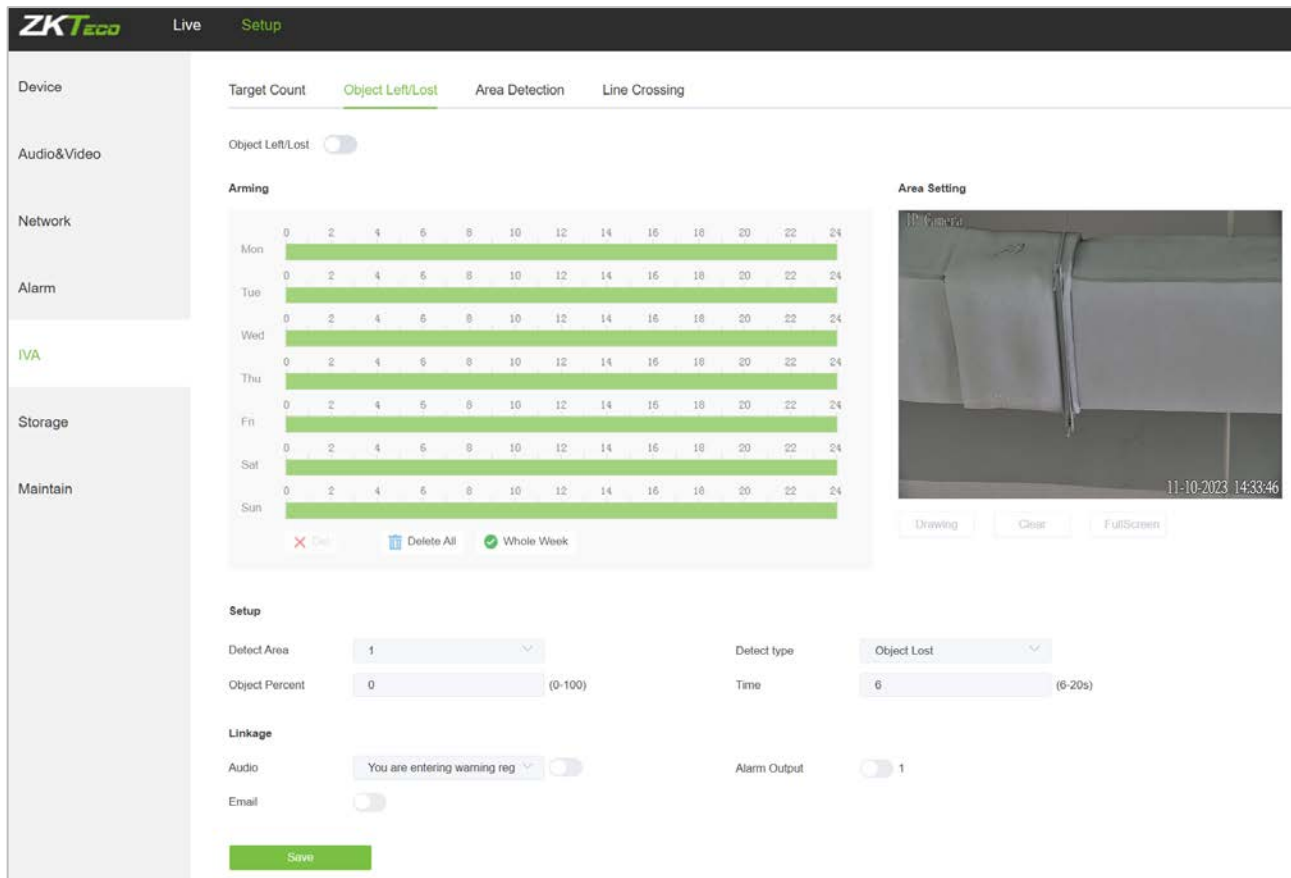 ZKTECO Live Setup
Device
Audio&Video
Network
Alarm
IVA
Storage
Maintain
Target Count Object Left/Lost Area Detection Line Crossing
Object Left/Lost
Arming
0 2 4 6 8 10 12 14 16 18 20 22 24
Mon
0 2 4 6 8 10 12 14 16 18 20 22 24
Tue
0 2 4 6 8 10 12 14 16 18 20 22 24
Wed
0 2 4 6 8 10 12 14 16 18 20 22 24
Thu
0 2 4 6 8 10 12 14 16 18 20 22 24
Fri
0 2 4 6 8 10 12 14 16 18 20 22 24
Sat
0 2 4 6 8 10 12 14 16 18 20 22 24
Sun
Del Delete All Whole Week
Area Setting
IP Camera
11-10-2023 14:33:46
Drawing Clear FullScreen
Setup
Detect Area 1 Detect type Object Lost
Object Percent 0 (0-100) Time 6 (6-20s)
Linkage
Audio You are entering warning reg Alarm Output 1
Email
Save